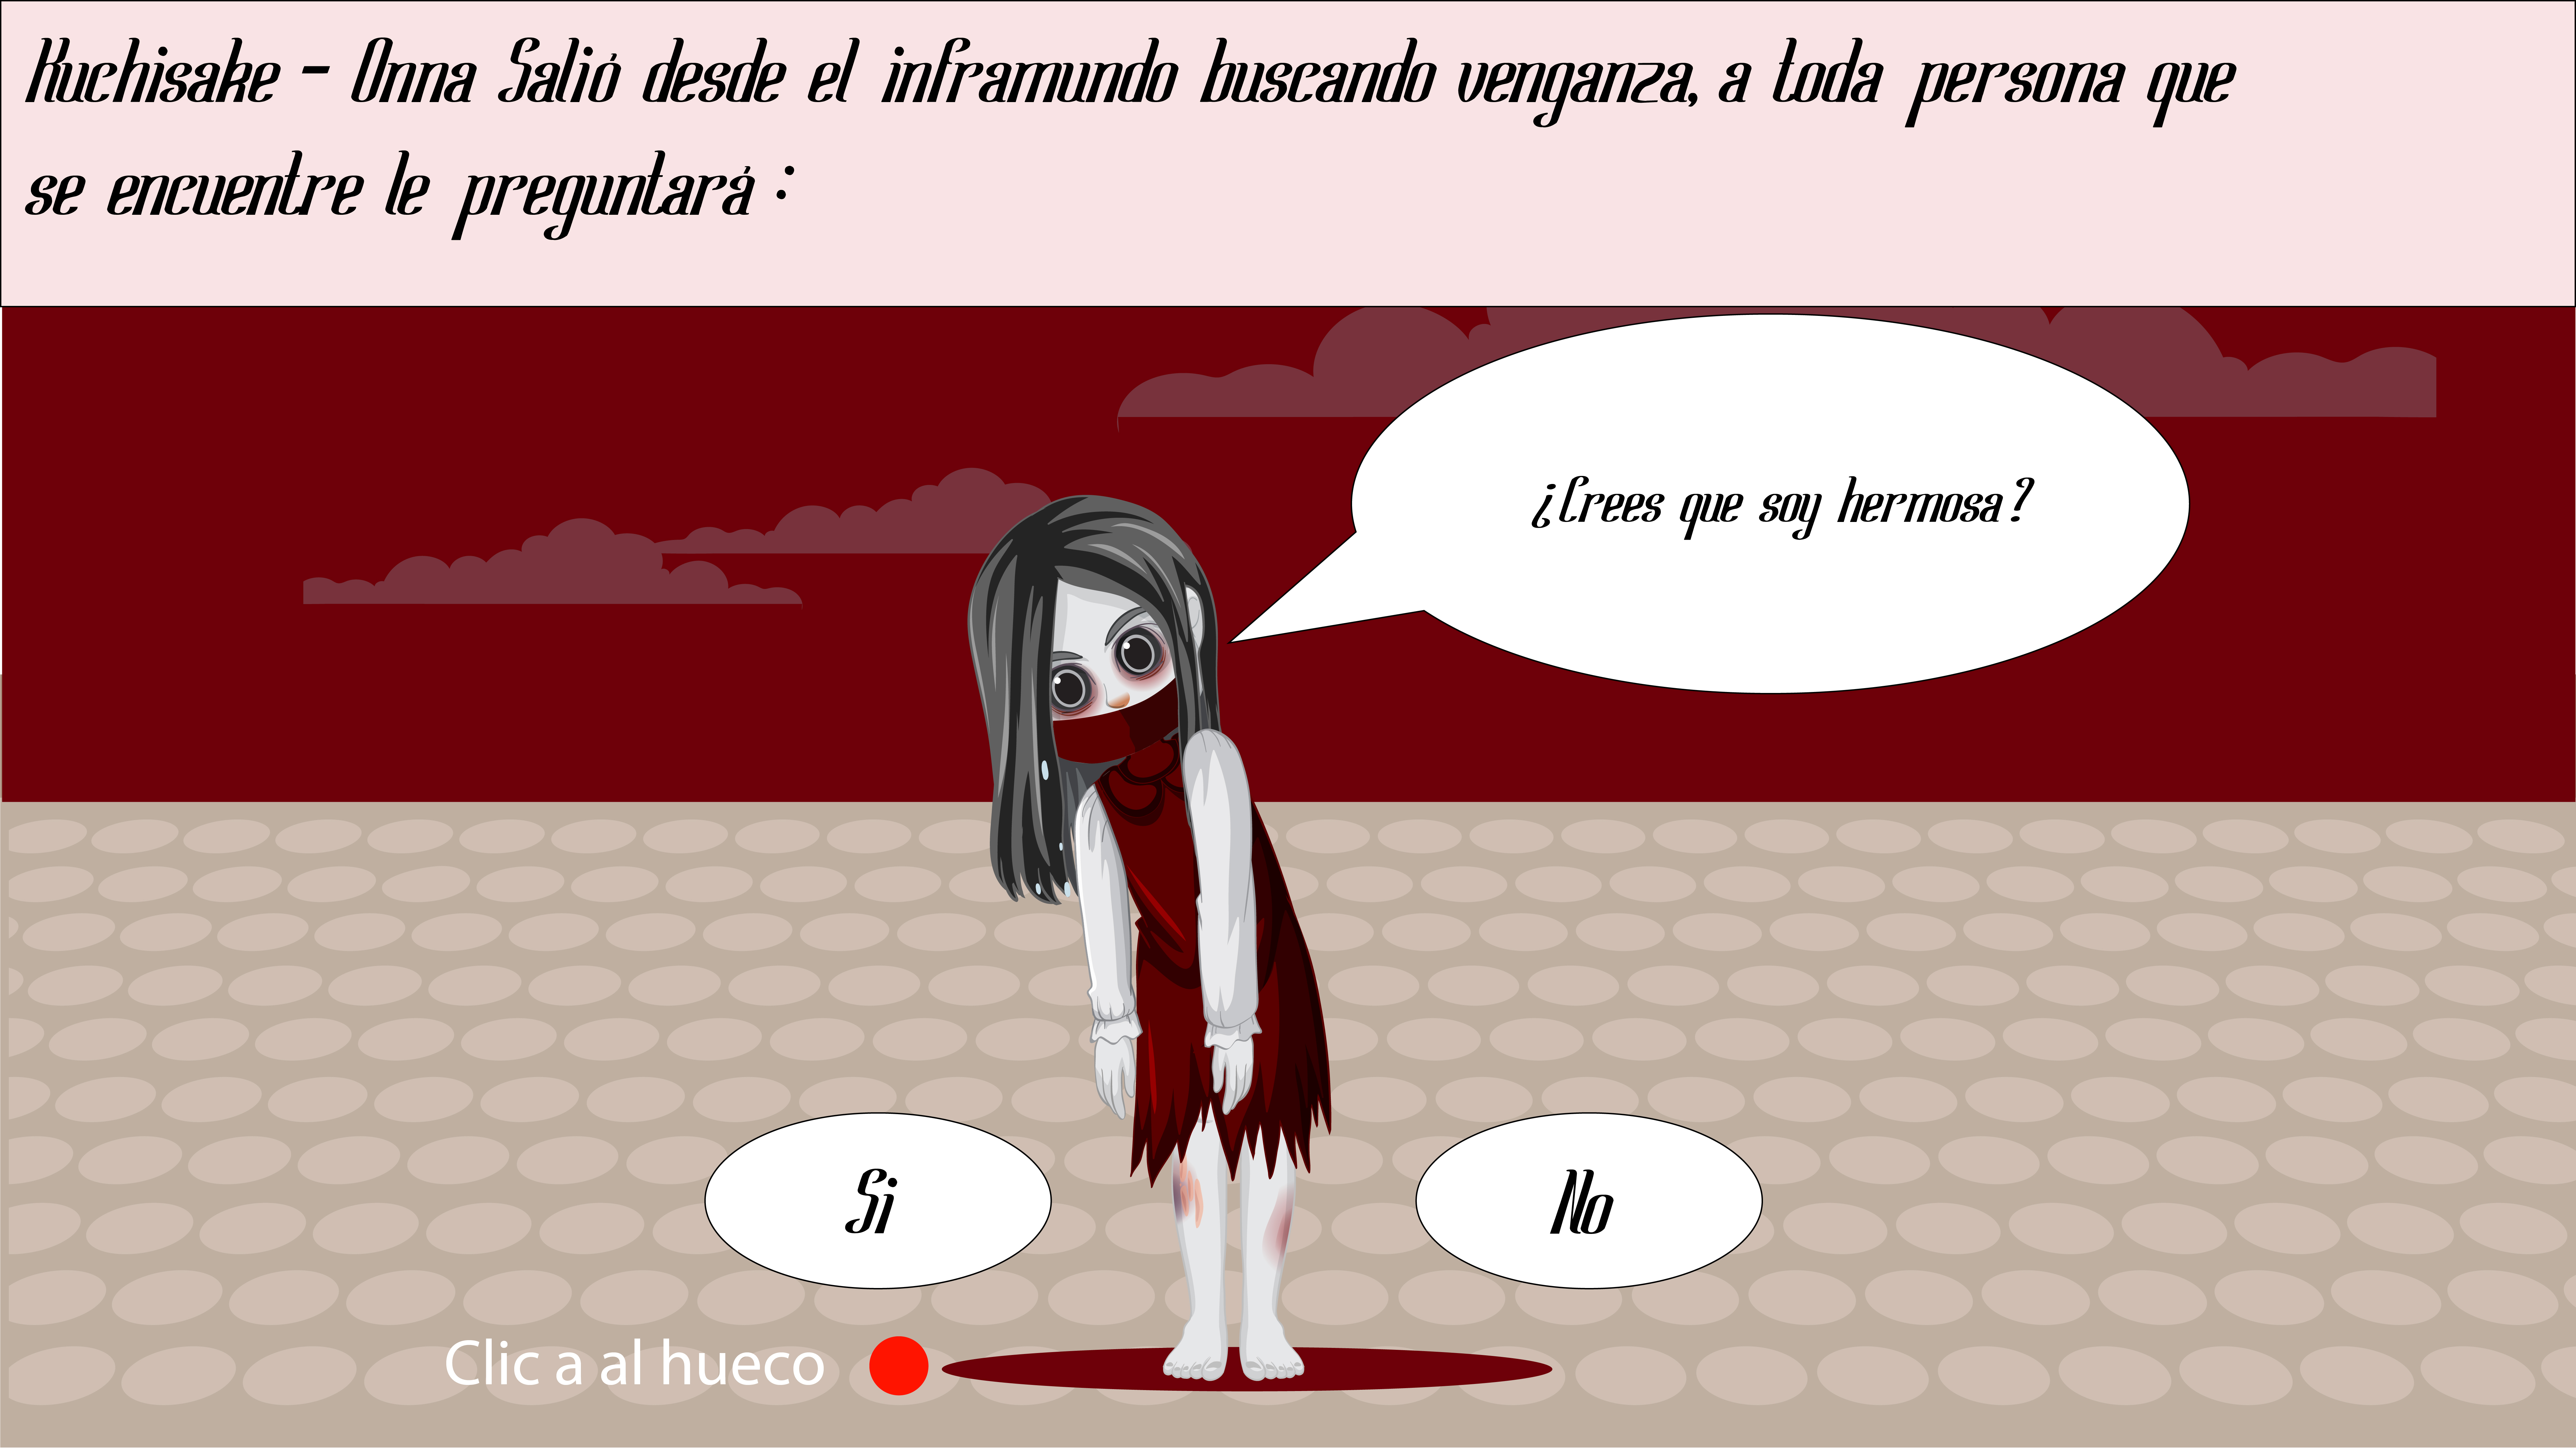 Kuchisake - Onna Salió desde el inframundo buscando venganza, a toda persona que
se encuentre le preguntará :
¿Crees que soy hermosa?
Si
No
Clic a al hueco